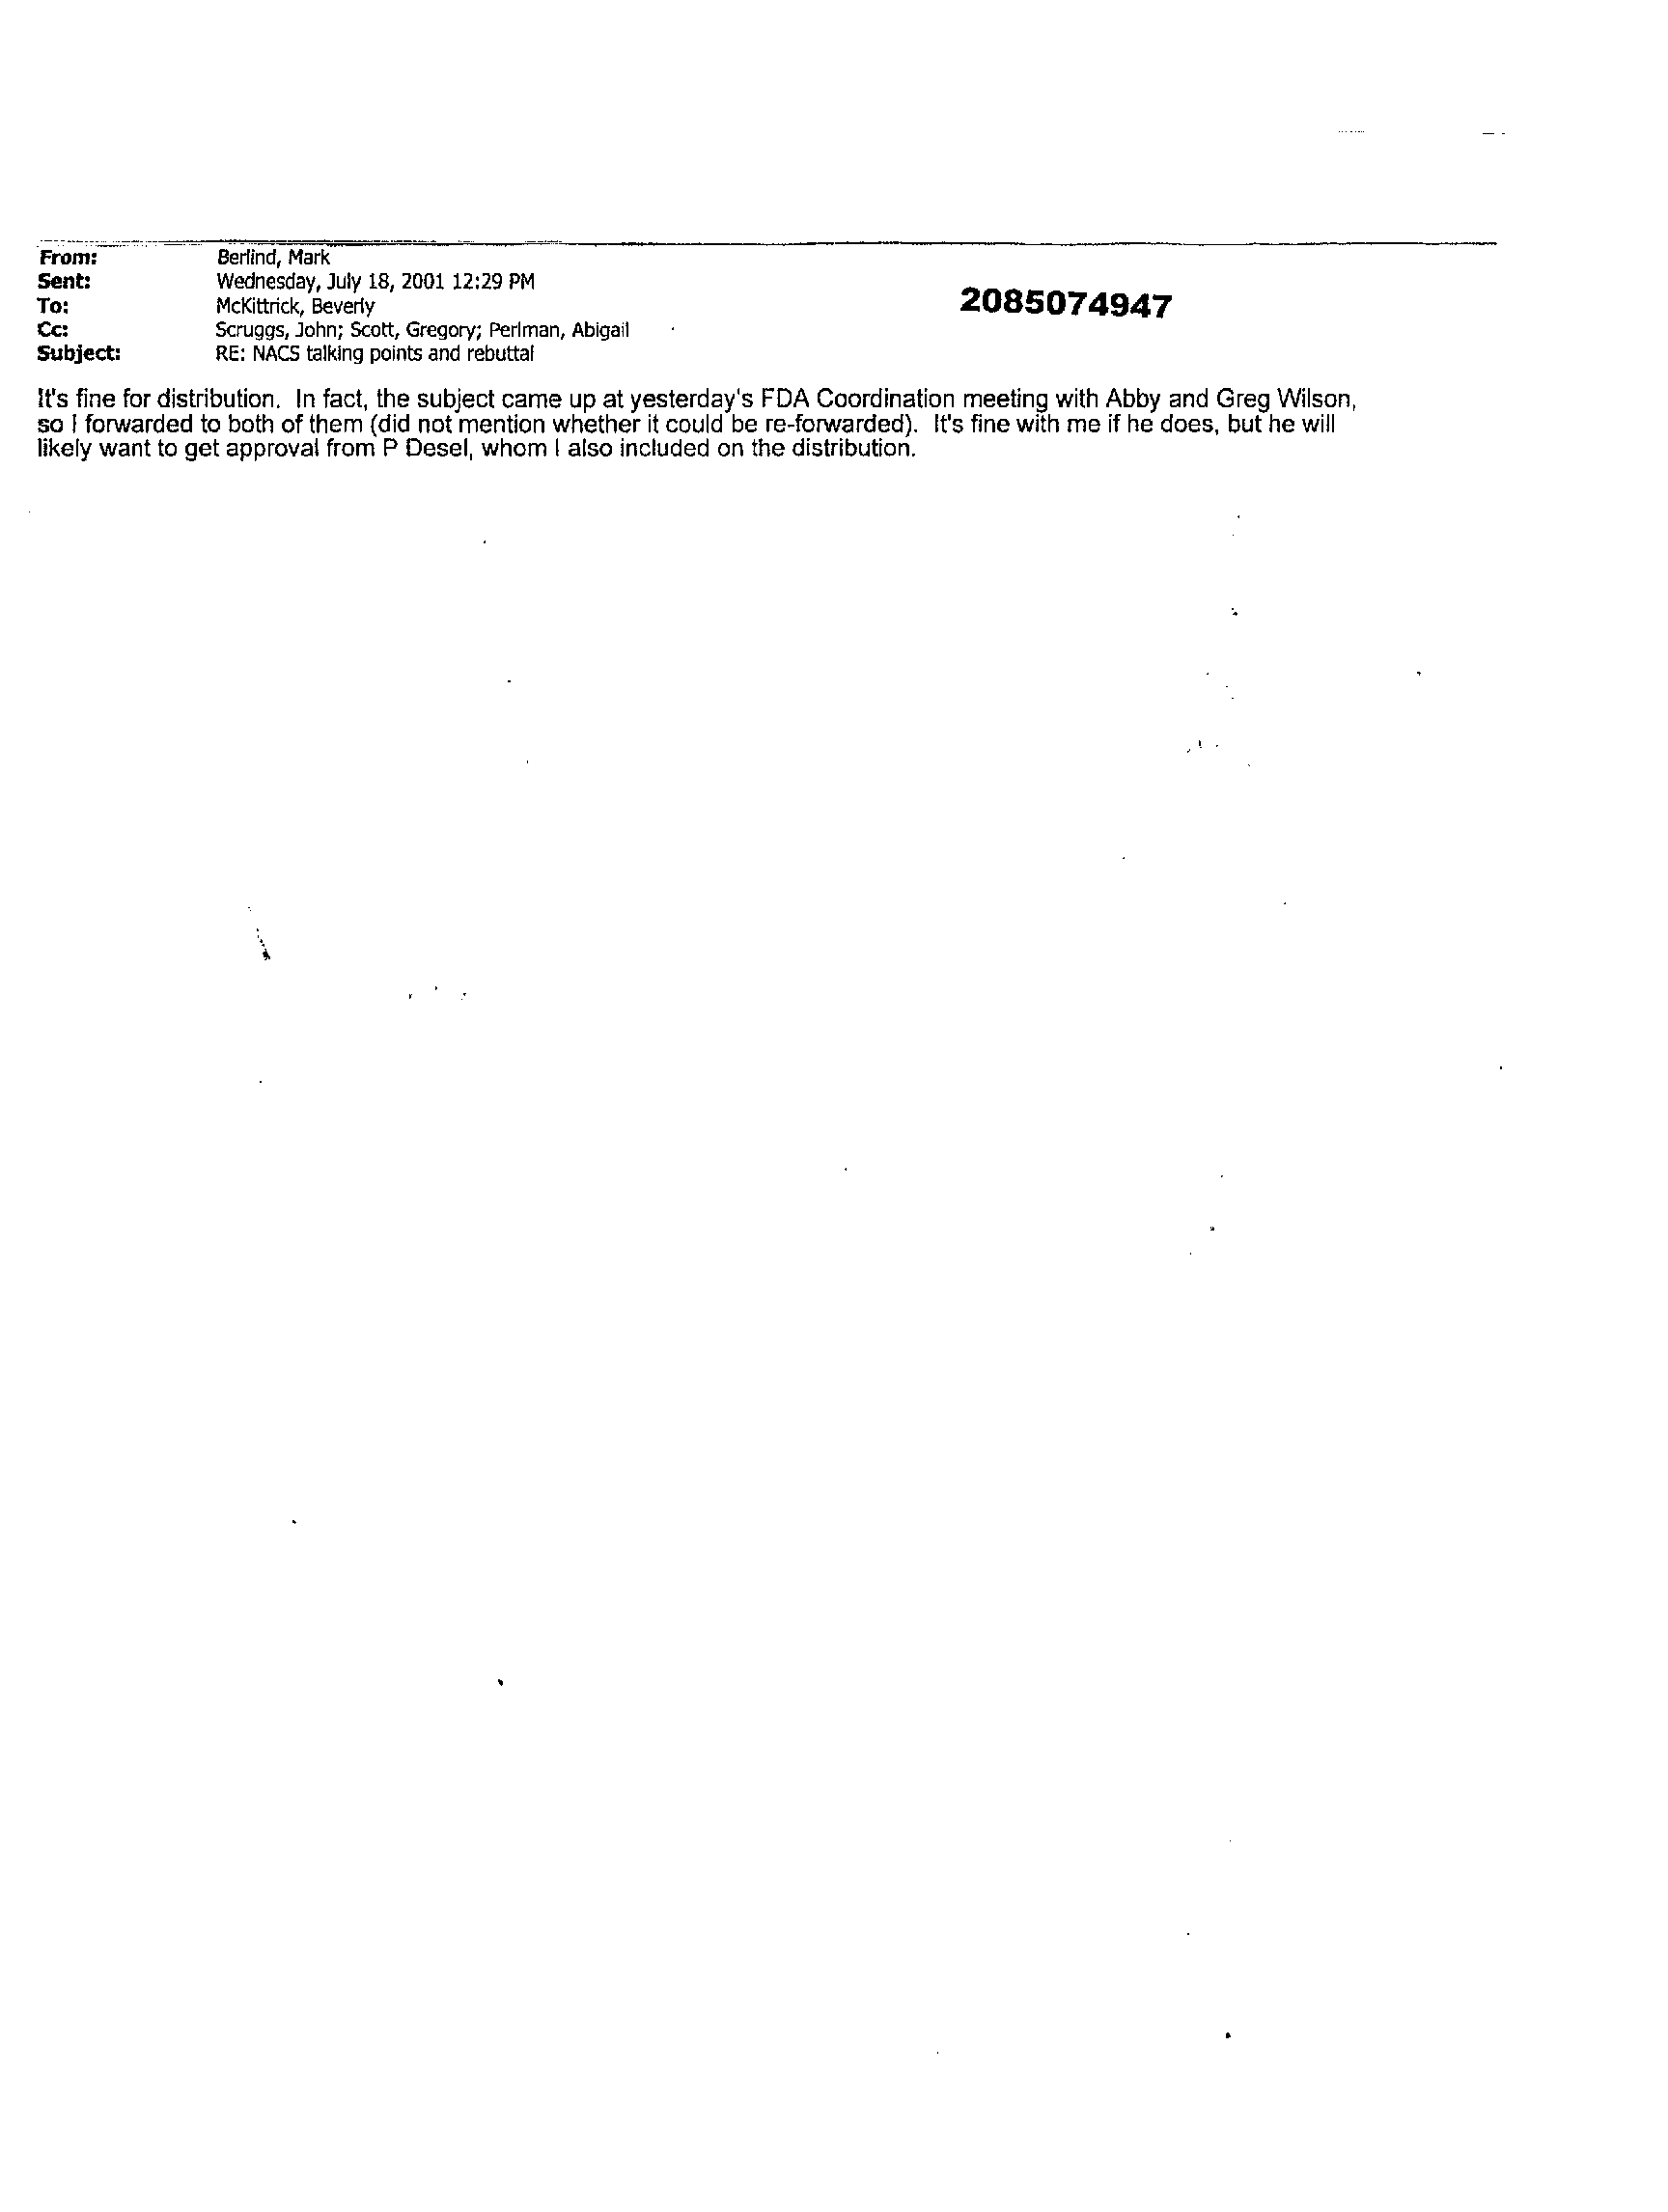 From: Berlind, Mark
Sent: Wednesday, July 18, 2001 12:29 PM
To: McKittrick, Beverly
2085074947
Cc: Scruggs, John; Scott, Gregory; Perlman, Abigail
Subject: RE: NACS talking points and rebuttal
It's fine for distribution. In fact, the subject came up at yesterday's FDA Coordination meeting with Abby and Greg Wilson,
so I forwarded to both of them (did not mention whether it could be re-forwarded). It's fine with me if he does, but he will
likely want to get approval from P Desel, whom I also included on the distribution.